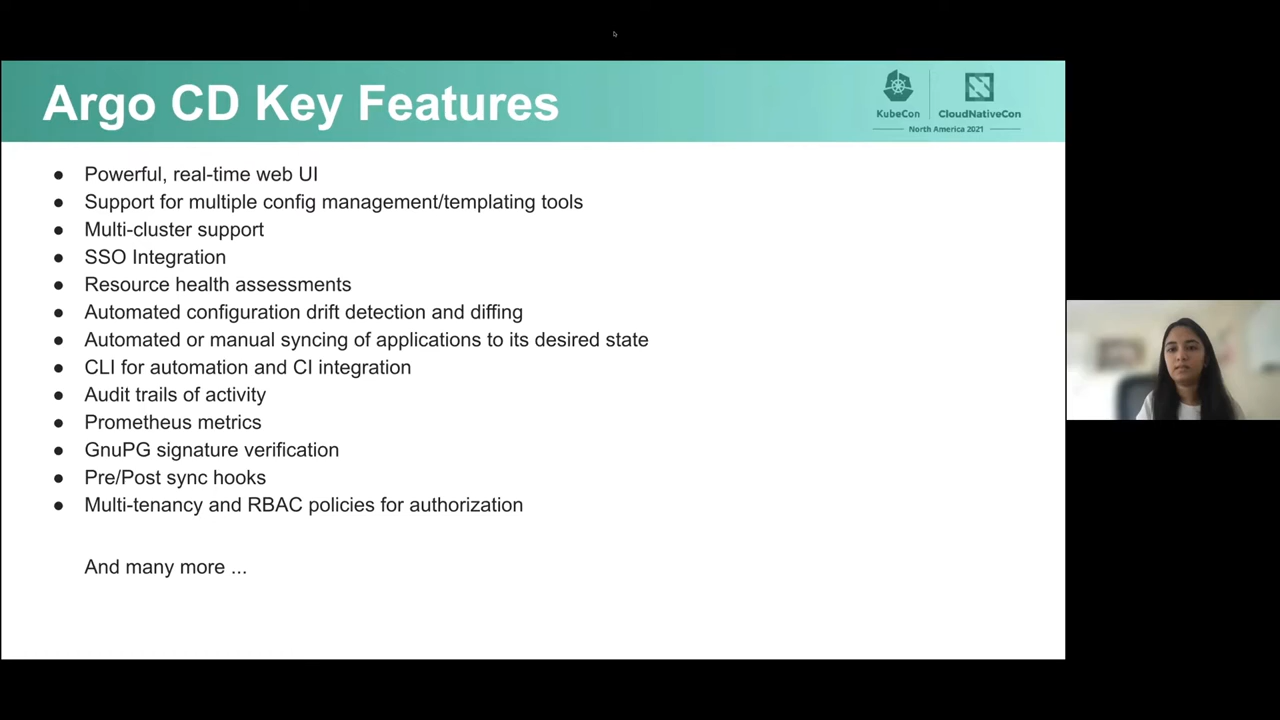 Argo CD Key Features
KubeCon
CloudNativeCon
North America 2021
● Powerful, real-time web UI
● Support for multiple config management/templating tools
● Multi-cluster support
● SSO Integration
● Resource health assessments
● Automated configuration drift detection and diffing
● Automated or manual syncing of applications to its desired state
● CLI for automation and CI integration
● Audit trails of activity
● Prometheus metrics
● GnuPG signature verification
● Pre/Post sync hooks
● Multi-tenancy and RBAC policies for authorization
And many more ...